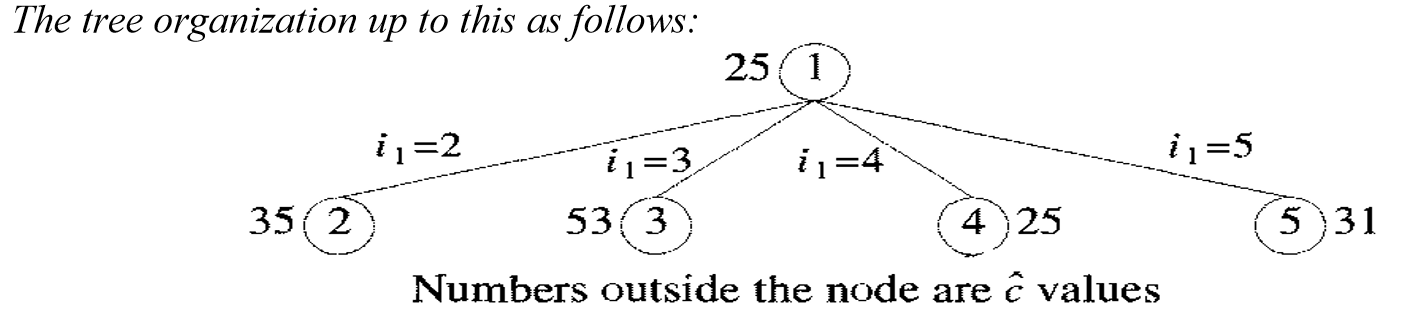 The tree organization up to this as follows:
25 1
i₁=2 i₁=3 i₁=4 i₁=5
35 2 53 3 4 25 5 31
Numbers outside the node are ĉ values